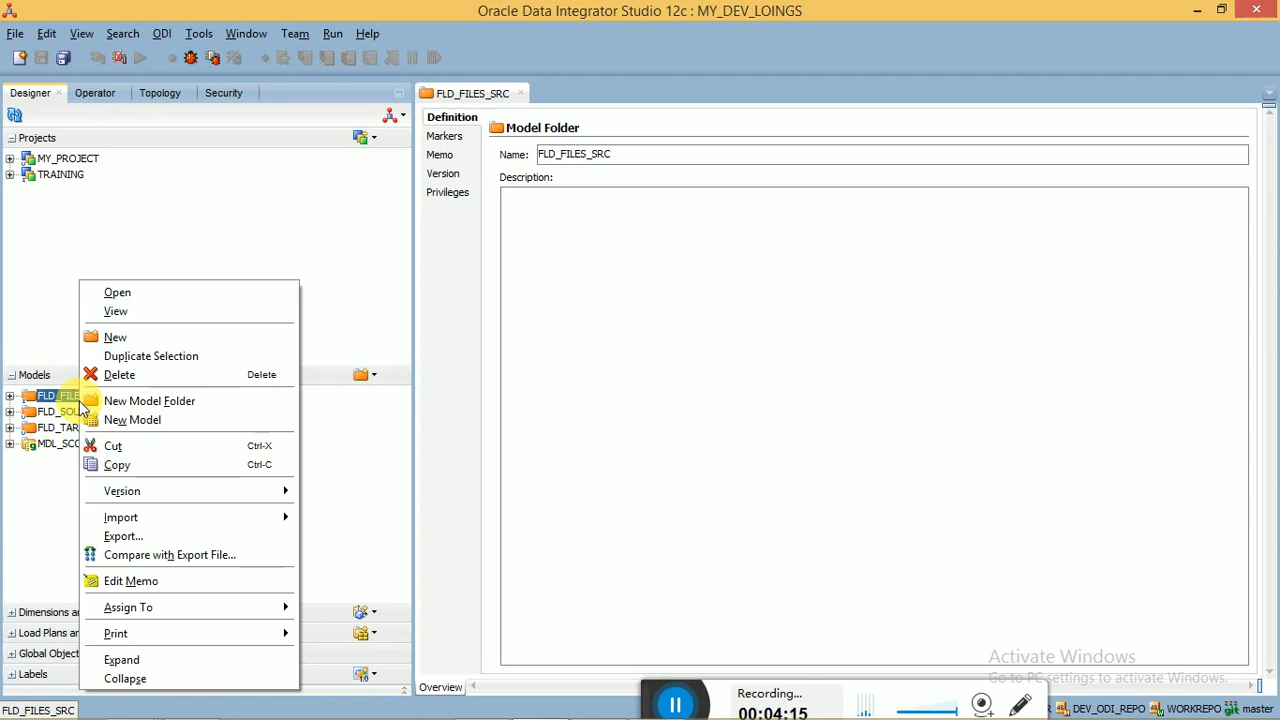 Oracle Data Integrator Studio 12c : MY_DEV_LOINGS
File Edit View Search ODI Tools Window Team Run Help
Designer Operator Topology Security
FLD_FILES_SRC
Projects
MY_PROJECT
TRAINING
Definition
Markers
Memo
Version
Privileges
Model Folder
Name: FLD_FILES_SRC
Description:
Open
View
New
Duplicate Selection
Delete Delete
New Model Folder
New Model
Cut Ctrl-X
Copy Ctrl-C
Version
Import
Export...
Compare with Export File...
Edit Memo
Assign To
Print
Expand
Collapse
Models
FLD_FILE
FLD_SOU
FLD_TAR
MDL_SCO
Dimensions a
Load Plans a
Global Object
Labels
Activate Windows
Go to PC settings to activate Windows.
Overview
Recording...
00:04:15
FLD_FILES_SRC
DEV_ODI_REPO WORKREPO master